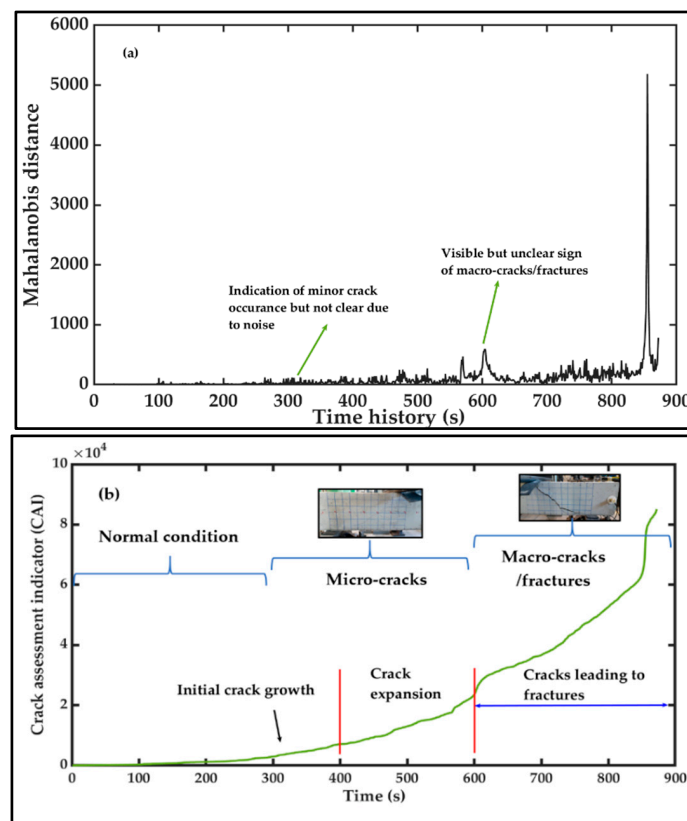 6000
(a)
5000
4000
3000
2000
1000
0
Mahalanobis distance
Visible but unclear sign
of macro-cracks/fractures
Indication of minor crack
occurance but not clear due
to noise
0 100 200 300 400 500 600 700 800 900
Time history (s)
×10⁴
10
(b)
8
6
4
2
0
Crack assessment indicator (CAI)
Normal condition
Micro-cracks
Macro-cracks
/fractures
Initial crack growth
Crack
expansion
Cracks leading to
fractures
0 100 200 300 400 500 600 700 800 900
Time (s)